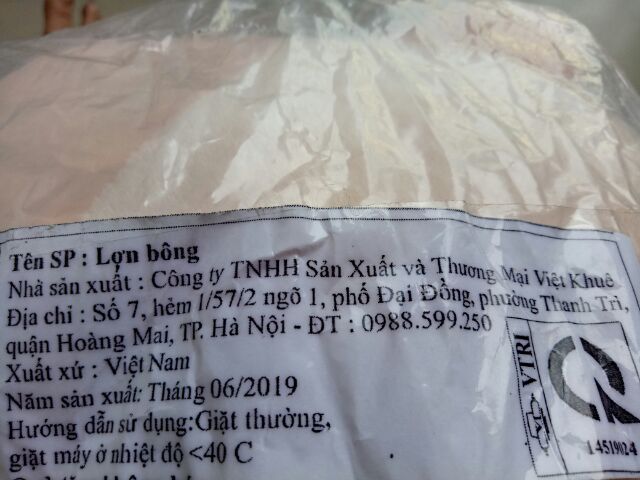 Tên SP : Lợn bông
Nhà sản xuất : Công ty TNHH Sản Xuất và Thương Mại Việt Khuê
Địa chỉ : Số 7, hẻm 1/57/2 ngõ 1, phố Đại Đồng, phường Thanh Trì,
quận Hoàng Mai, TP. Hà Nội - ĐT : 0988.599.250
Xuất xứ : Việt Nam
Năm sản xuất: Tháng 06/2019
Hướng dẫn sử dụng:Giặt thường,
giặt máy ở nhiệt độ <40 C
VTRI